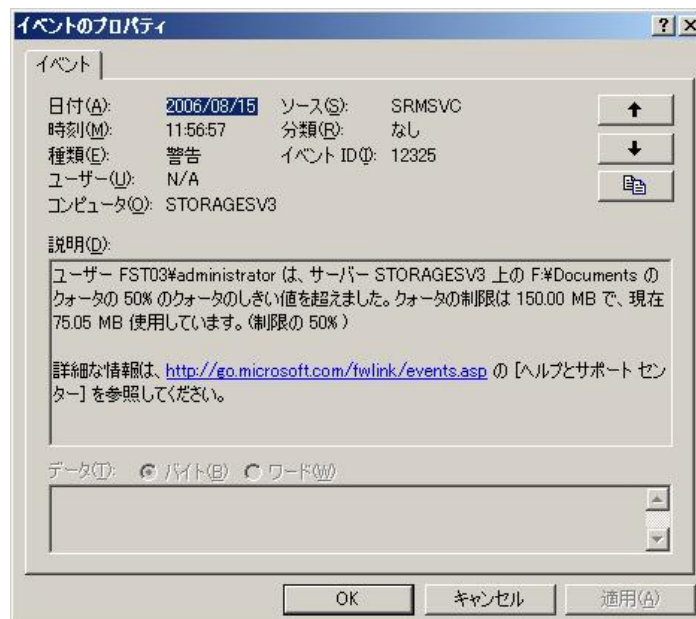 イベントのプロパティ
イベント
日付(A): 2006/08/15 ソース(S): SRMSVC
時刻(M): 11:56:57 分類(R): なし
種類(E): 警告 イベント ID(I): 12325
ユーザー(U): N/A
コンピュータ(O): STORAGESV3
説明(D):
ユーザー FST03¥administrator は、サーバー STORAGESV3 上の F:¥Documents の
クォータの 50% のクォータのしきい値を超えました。クォータの制限は 150.00 MB で、現在
75.05 MB 使用しています。(制限の 50% )
詳細な情報は、http://go.microsoft.com/fwlink/events.asp の [ヘルプとサポート セン
ター] を参照してください。
データ(T): バイト(B) ワード(W)
OK キャンセル 適用(A)